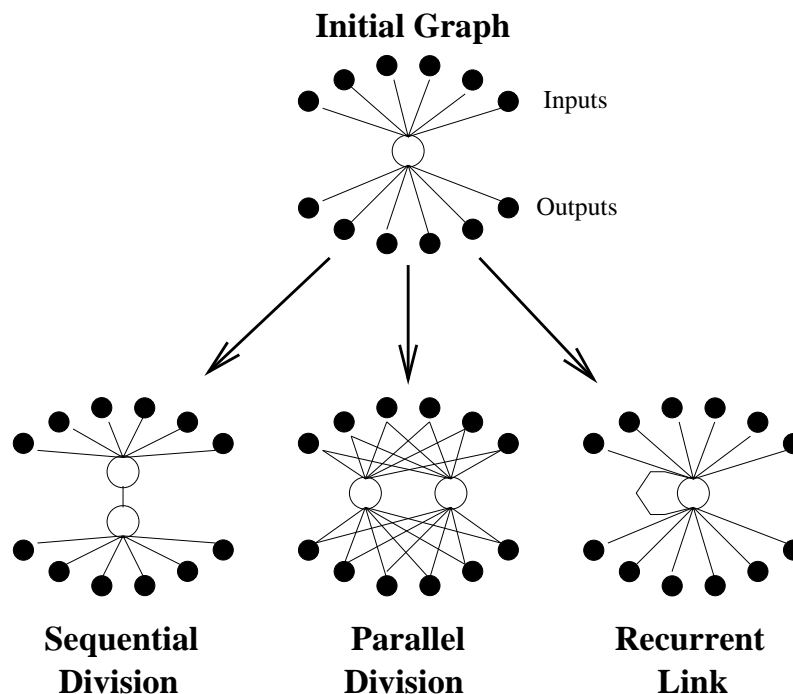 Initial Graph
Inputs
Outputs
Sequential
Division
Parallel
Division
Recurrent
Link